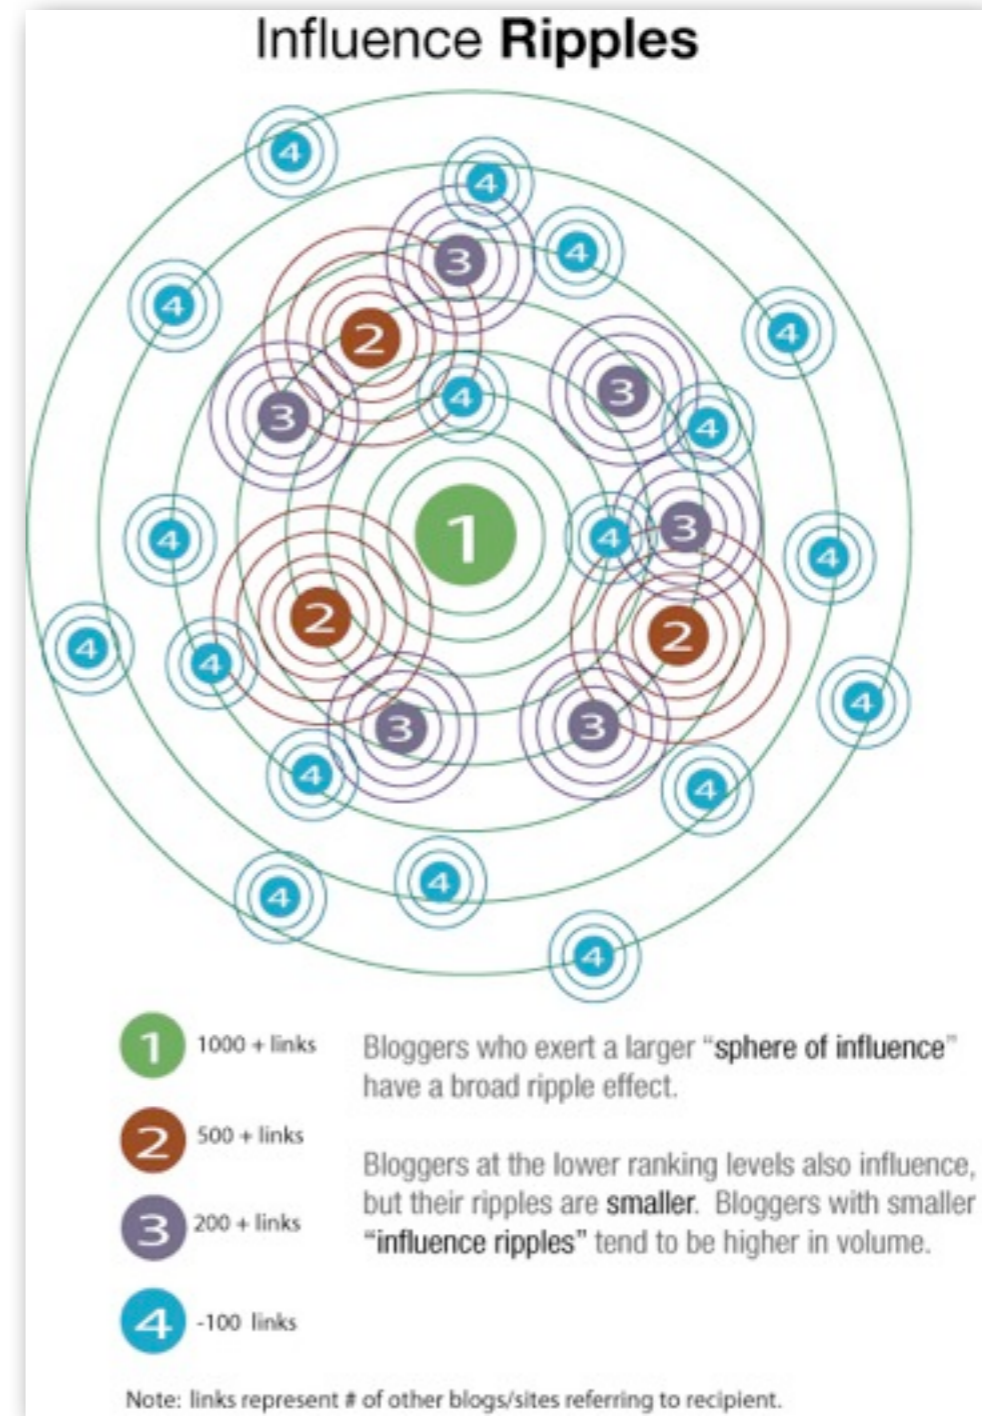 Influence Ripples
4
4
4
3
4
4
2
3
4
3
4
4
1
4
3
4
2
2
4
4
4
3
3
4
4
4
4
4
1 1000 + links
2 500 + links
3 200 + links
4 -100 links
Bloggers who exert a larger “sphere of influence”
have a broad ripple effect.
Bloggers at the lower ranking levels also influence,
but their ripples are smaller. Bloggers with smaller
“influence ripples” tend to be higher in volume.
Note: links represent # of other blogs/sites referring to recipient.